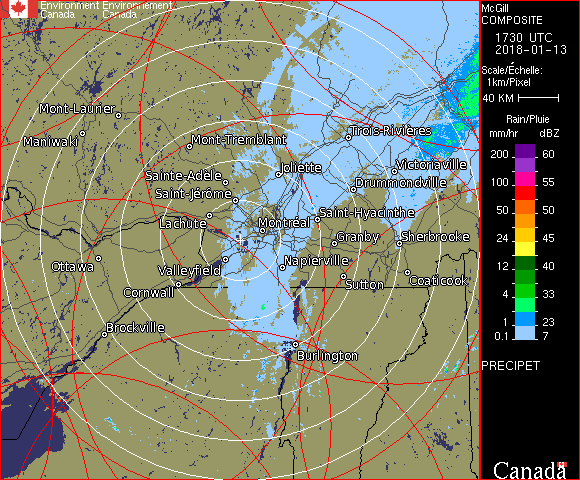 Environment Environnement
Canada Canada
McGill
COMPOSITE
1730 UTC
2018-01-13
Scale/Échelle:
1km/Pixel
40 KM
Rain/Pluie
mm/hr dBZ
200 60
150 57
100 55
50 50
24 45
12 40
4 33
1 23
0.1 7
PRECIPET
Canada
Mont-Laurier
Maniwaki
Mont-Tremblant
Trois-Rivières
Joliette
Victoriaville
Sainte-Adèle
Drummondville
Saint-Jérôme
Lachute
Montréal
Saint-Hyacinthe
Granby
Sherbrooke
Ottawa
Valleyfield
Napierville
Cornwall
Sutton
Coaticook
Brockville
Burlington